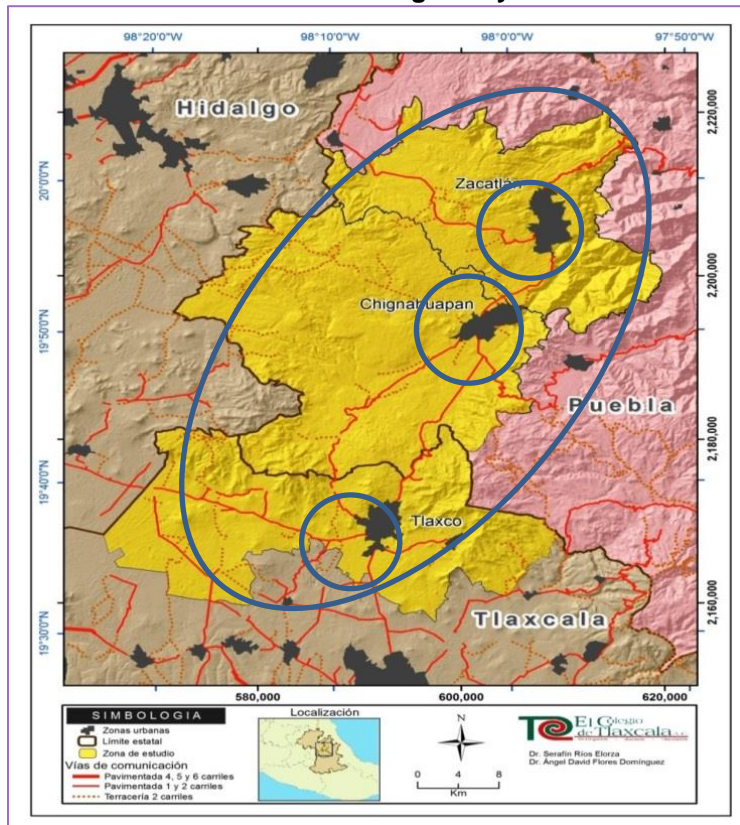 98°20'0"W
98°10'0"W
98°0'0"W
97°50'0"W
Hidalgo
2,220,000
20°0'0"N
Zacatlán
2,200,000
Chignahuapan
19°50'0"N
Puebla
2,180,000
19°40'0"N
Tlaxco
Tlaxcala
2,160,000
19°30'0"N
580,000
600,000
620,000
SIMBOLOGIA
Zonas urbanas
Límite estatal
Zona de estudio
Vías de comunicación
Pavimentada 4, 5 y 6 carriles
Pavimentada 1 y 2 carriles
Terracería 2 carriles
Localización
N
0 4 8
Km
El Colegio
de Tlaxcala, A.C.
Dr. Serafín Ríos Elorza
Dr. Ángel David Flores Domínguez